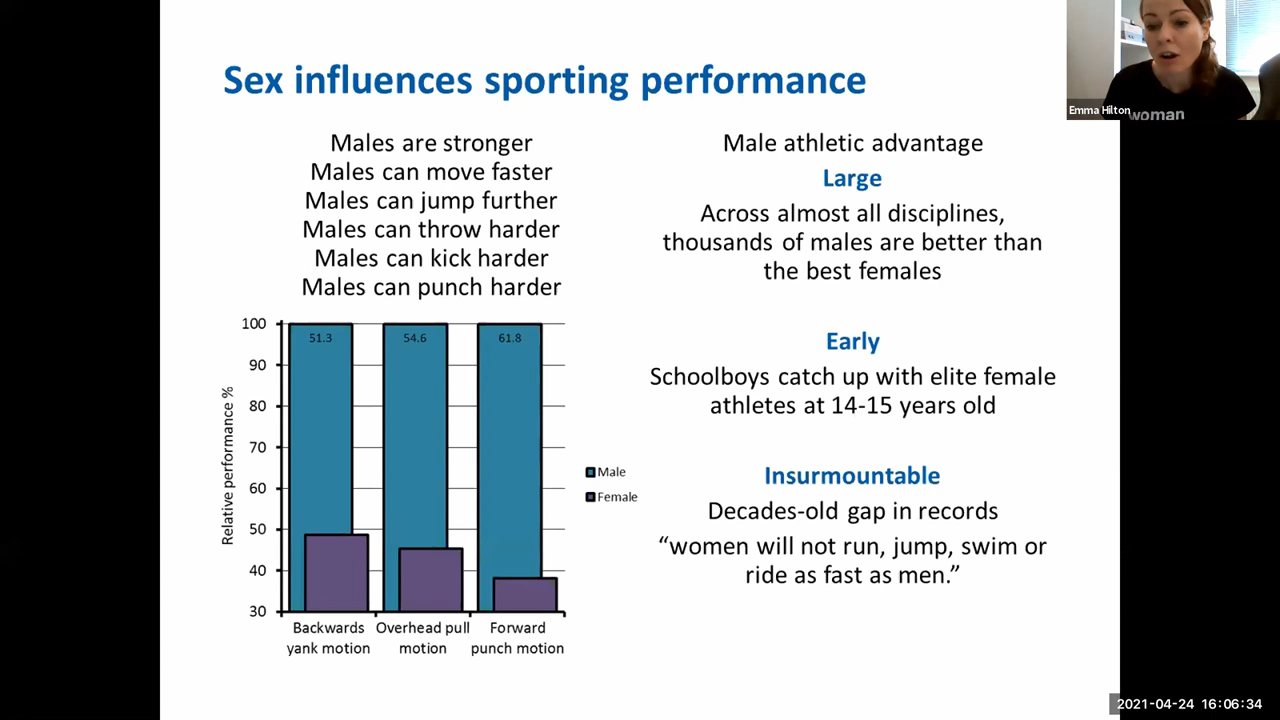 Sex influences sporting performance
Emma Hilton
woman
Males are stronger
Males can move faster
Males can jump further
Males can throw harder
Males can kick harder
Males can punch harder
Male athletic advantage
Large
Across almost all disciplines,
thousands of males are better than
the best females
Early
Schoolboys catch up with elite female
athletes at 14-15 years old
Insurmountable
Decades-old gap in records
“women will not run, jump, swim or
ride as fast as men.”
Relative performance %
100
90
80
70
60
50
40
30
51.3
54.6
61.8
Male
Female
Backwards
yank motion
Overhead pull
motion
Forward
punch motion
2021-04-24 16:06:34